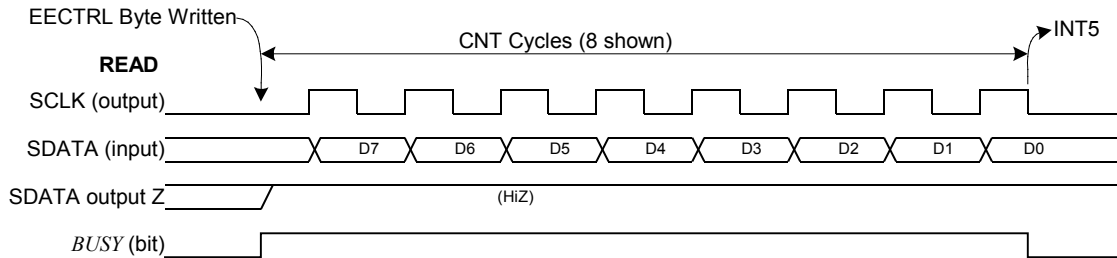 EECTRL Byte Written
CNT Cycles (8 shown)
INT5
READ
SCLK (output)
SDATA (input)
D7 D6 D5 D4 D3 D2 D1 D0
SDATA output Z
(HiZ)
BUSY (bit)